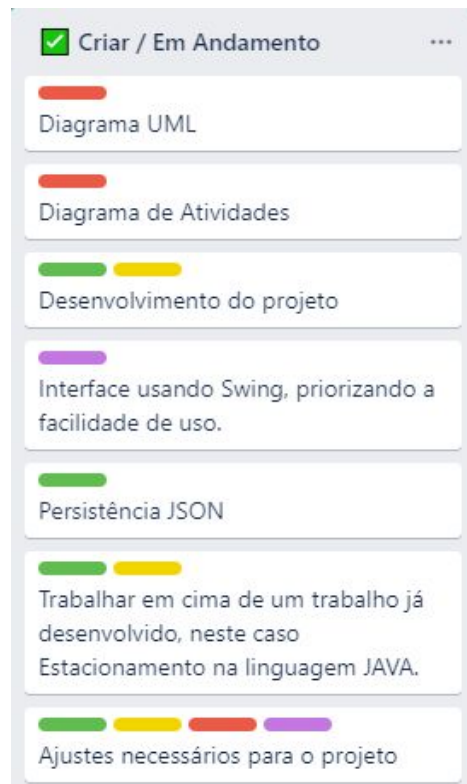 ✅ Criar / Em Andamento ...
Diagrama UML
Diagrama de Atividades
Desenvolvimento do projeto
Interface usando Swing, priorizando a
facilidade de uso.
Persistência JSON
Trabalhar em cima de um trabalho já
desenvolvido, neste caso
Estacionamento na linguagem JAVA.
Ajustes necessários para o projeto